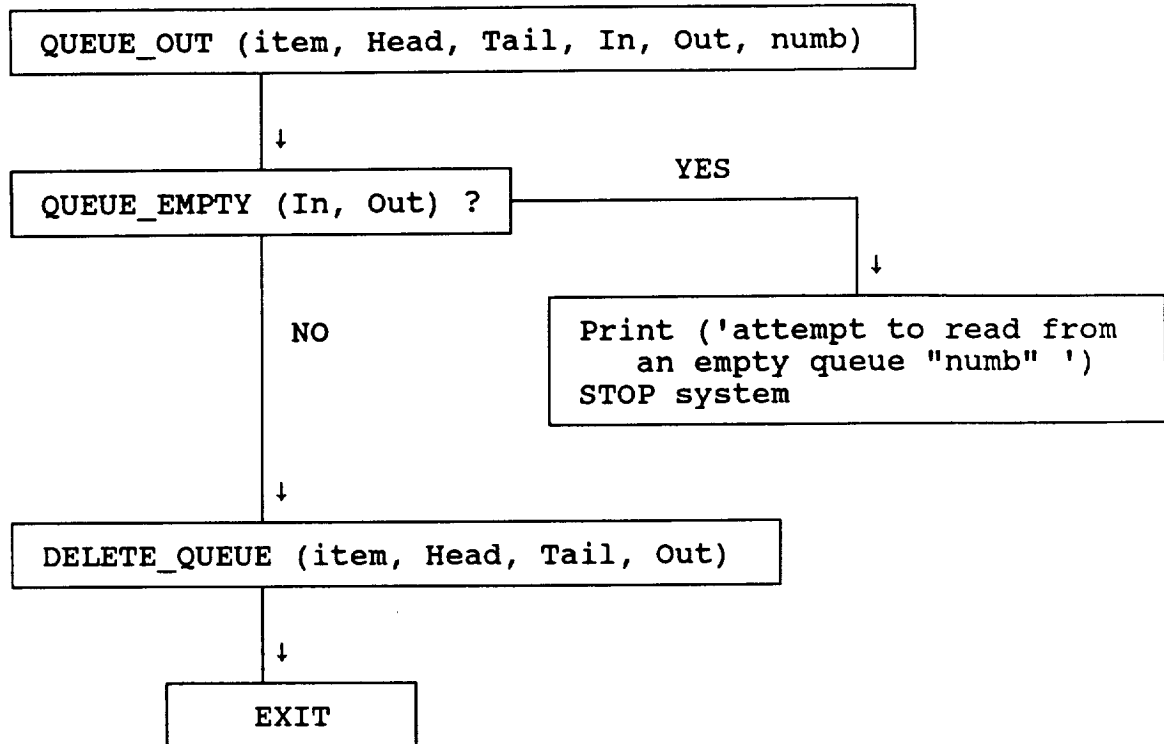 QUEUE_OUT (item, Head, Tail, In, Out, numb)
↓
YES
QUEUE_EMPTY (In, Out) ?
↓
NO
Print ('attempt to read from
an empty queue "numb" ')
STOP system
↓
DELETE_QUEUE (item, Head, Tail, Out)
↓
EXIT